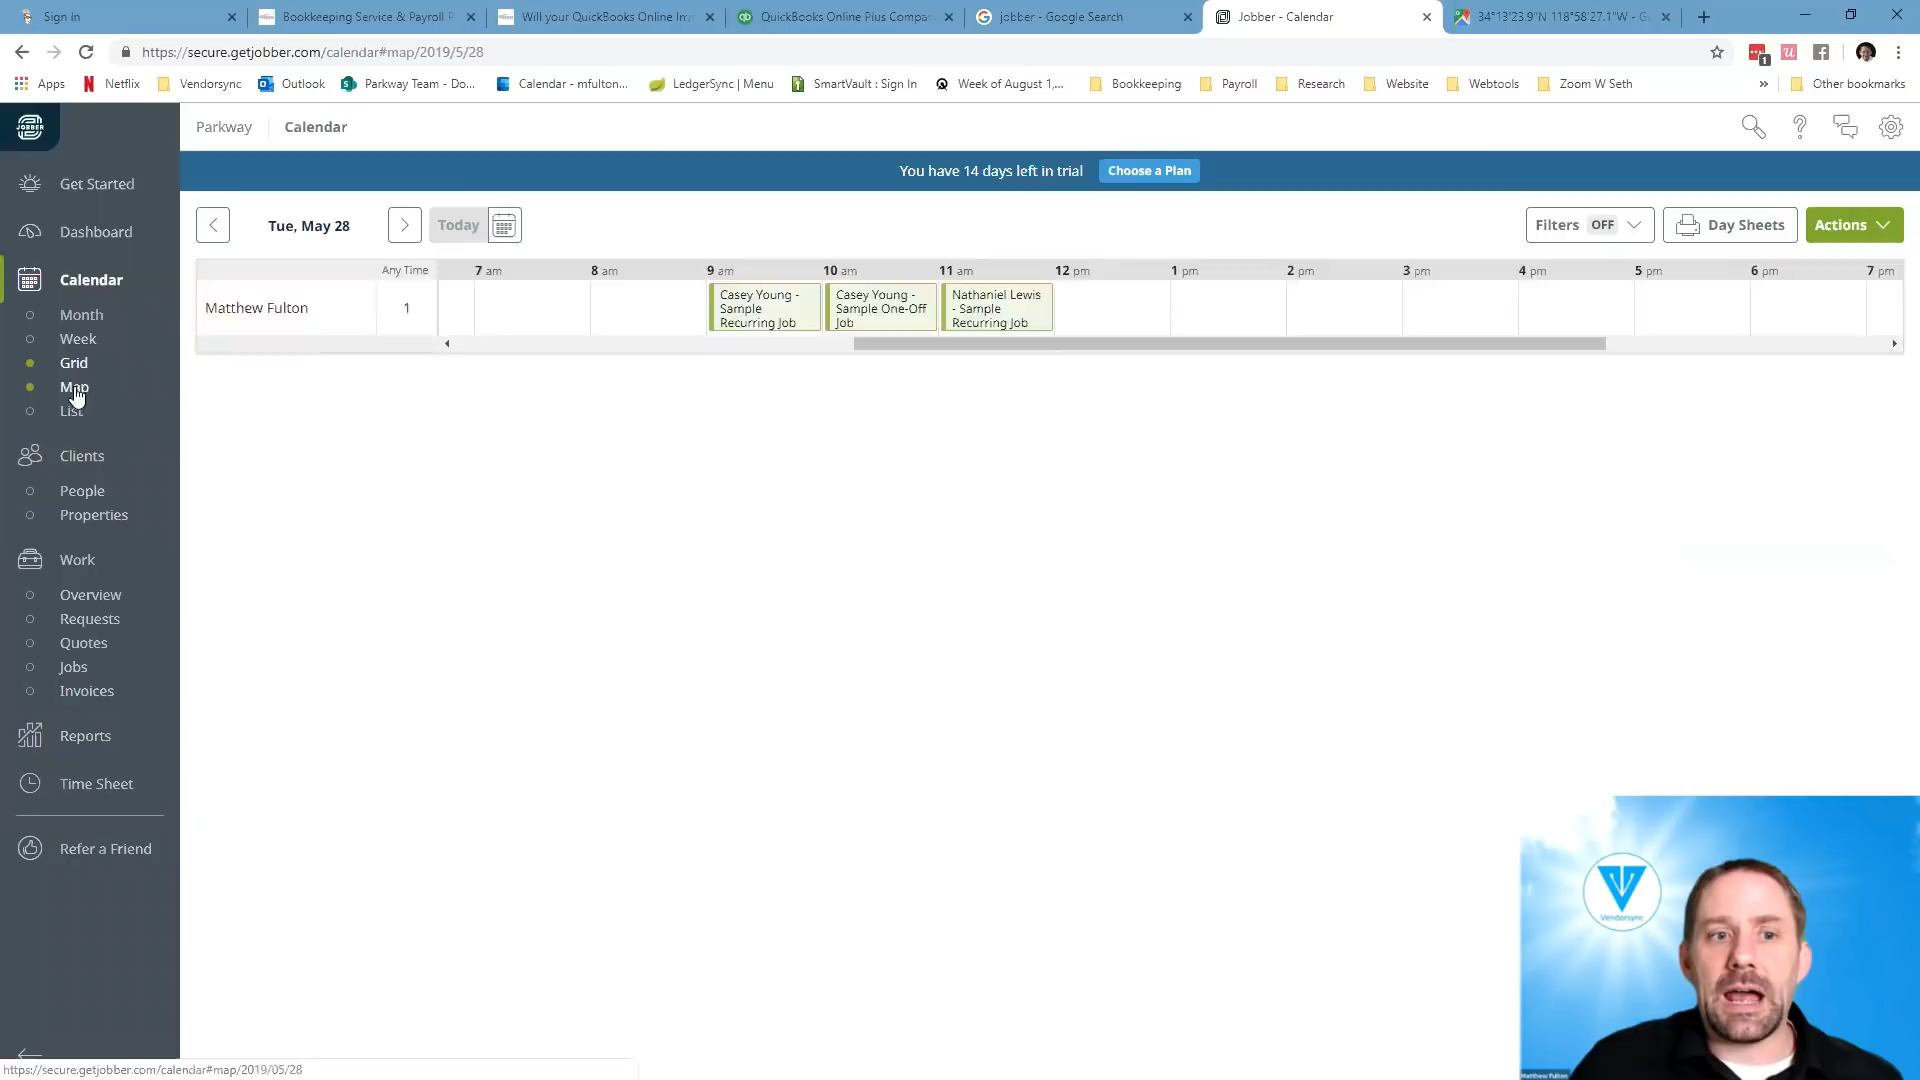 Sign in
Bookkeeping Service & Payroll P
Will your QuickBooks Online Inv
QuickBooks Online Plus Compar
jobber - Google Search
Jobber - Calendar
34°13'23.9"N 118°58'27.1"W - G
https://secure.getjobber.com/calendar#map/2019/5/28
Apps
Netflix
Vendorsync
Outlook
Parkway Team - Do...
Calendar - mfulton...
LedgerSync | Menu
SmartVault : Sign In
Week of August 1,...
Bookkeeping
Payroll
Research
Website
Webtools
Zoom W Seth
»
Other bookmarks
JOBBER
Parkway
Calendar
You have 14 days left in trial
Choose a Plan
Get Started
Dashboard
Calendar
Month
Week
Grid
Map
List
Clients
People
Properties
Work
Overview
Requests
Quotes
Jobs
Invoices
Reports
Time Sheet
Refer a Friend
Tue, May 28
Today
Filters OFF
Day Sheets
Actions
Any Time
7 am
8 am
9 am
10 am
11 am
12 pm
1 pm
2 pm
3 pm
4 pm
5 pm
6 pm
7 pm
Matthew Fulton
1
Casey Young -
Sample
Recurring Job
Casey Young -
Sample One-Off
Job
Nathaniel Lewis
- Sample
Recurring Job
Vendorsync
Matthew Fulton
https://secure.getjobber.com/calendar#map/2019/05/28